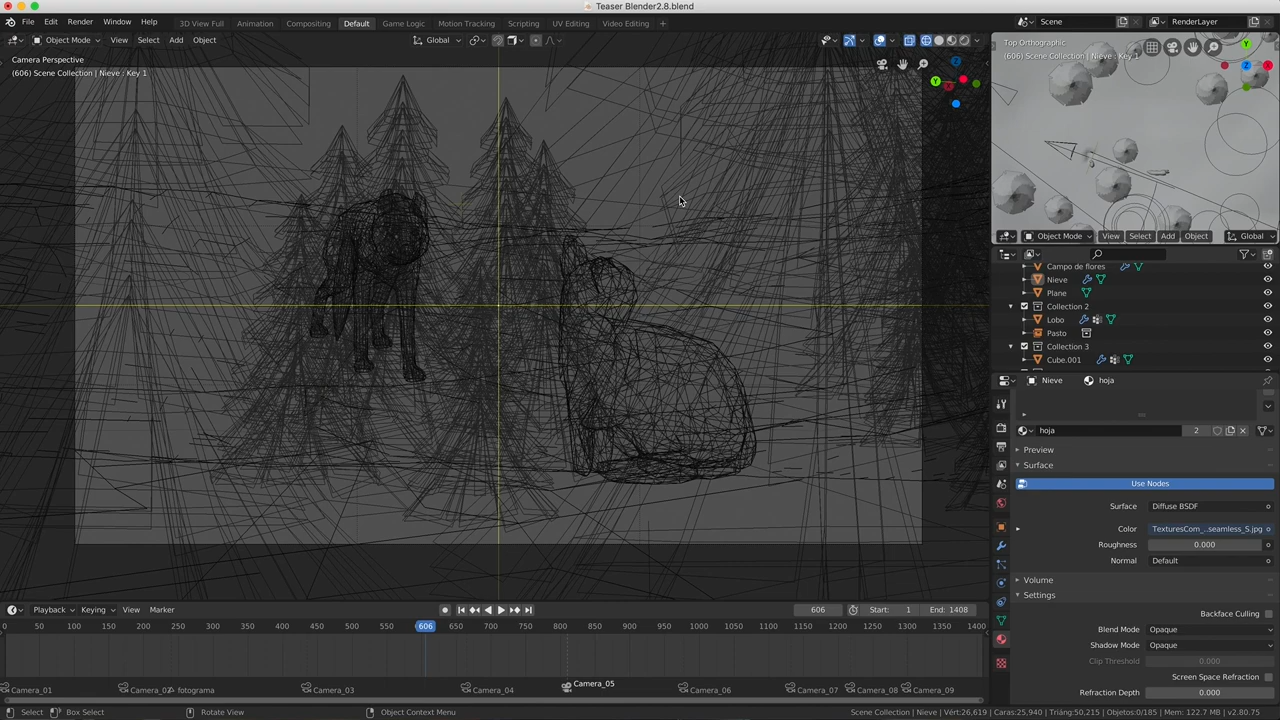 Teaser Blender2.8.blend
File Edit Render Window Help 3D View Full Animation Compositing Default Game Logic Motion Tracking Scripting UV Editing Video Editing Scene RenderLayer
Object Mode View Select Add Object Global
Camera Perspective
(606) Scene Collection | Nieve : Key 1
Top Orthographic
(606) Scene Collection | Nieve : Key 1
Object Mode View Select Add Object Global
Campo de flores
Nieve
Plane
Collection 2
Lobo
Pasto
Collection 3
Cube.001
Nieve hoja
hoja 2
Preview
Surface
Use Nodes
Surface Diffuse BSDF
Color TexturesCom_..seamless_S.jpg
Roughness 0.000
Normal Default
Volume
Settings
Backface Culling
Blend Mode Opaque
Shadow Mode Opaque
Clip Threshold 0.000
Screen Space Refraction
Refraction Depth 0.000
Playback Keying View Marker 606 Start: 1 End: 1408
0 50 100 150 200 250 300 350 400 450 500 550 606 650 700 750 800 850 900 950 1000 1050 1100 1150 1200 1250 1300 1350 1400
Camera_01 Camera_02 fotograma Camera_03 Camera_04 Camera_05 Camera_06 Camera_07 Camera_08 Camera_09
Select Box Select Rotate View Object Context Menu Scene Collection | Nieve | Vért:26,619 | Caras:25,940 | Triáng:50,215 | Objetos:0/185 | Mem: 122.7 MB | v2.80.75